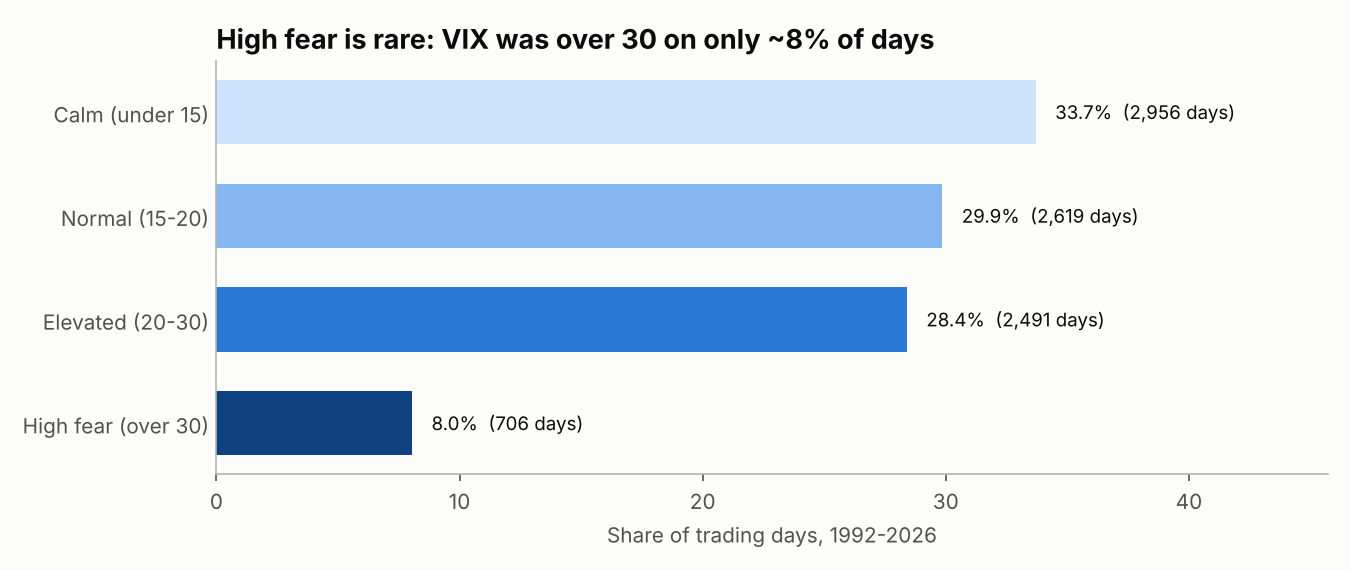 High fear is rare: VIX was over 30 on only ~8% of days
Calm (under 15)
33.7% (2,956 days)
Normal (15-20)
29.9% (2,619 days)
Elevated (20-30)
28.4% (2,491 days)
High fear (over 30)
8.0% (706 days)
0 10 20 30 40
Share of trading days, 1992-2026